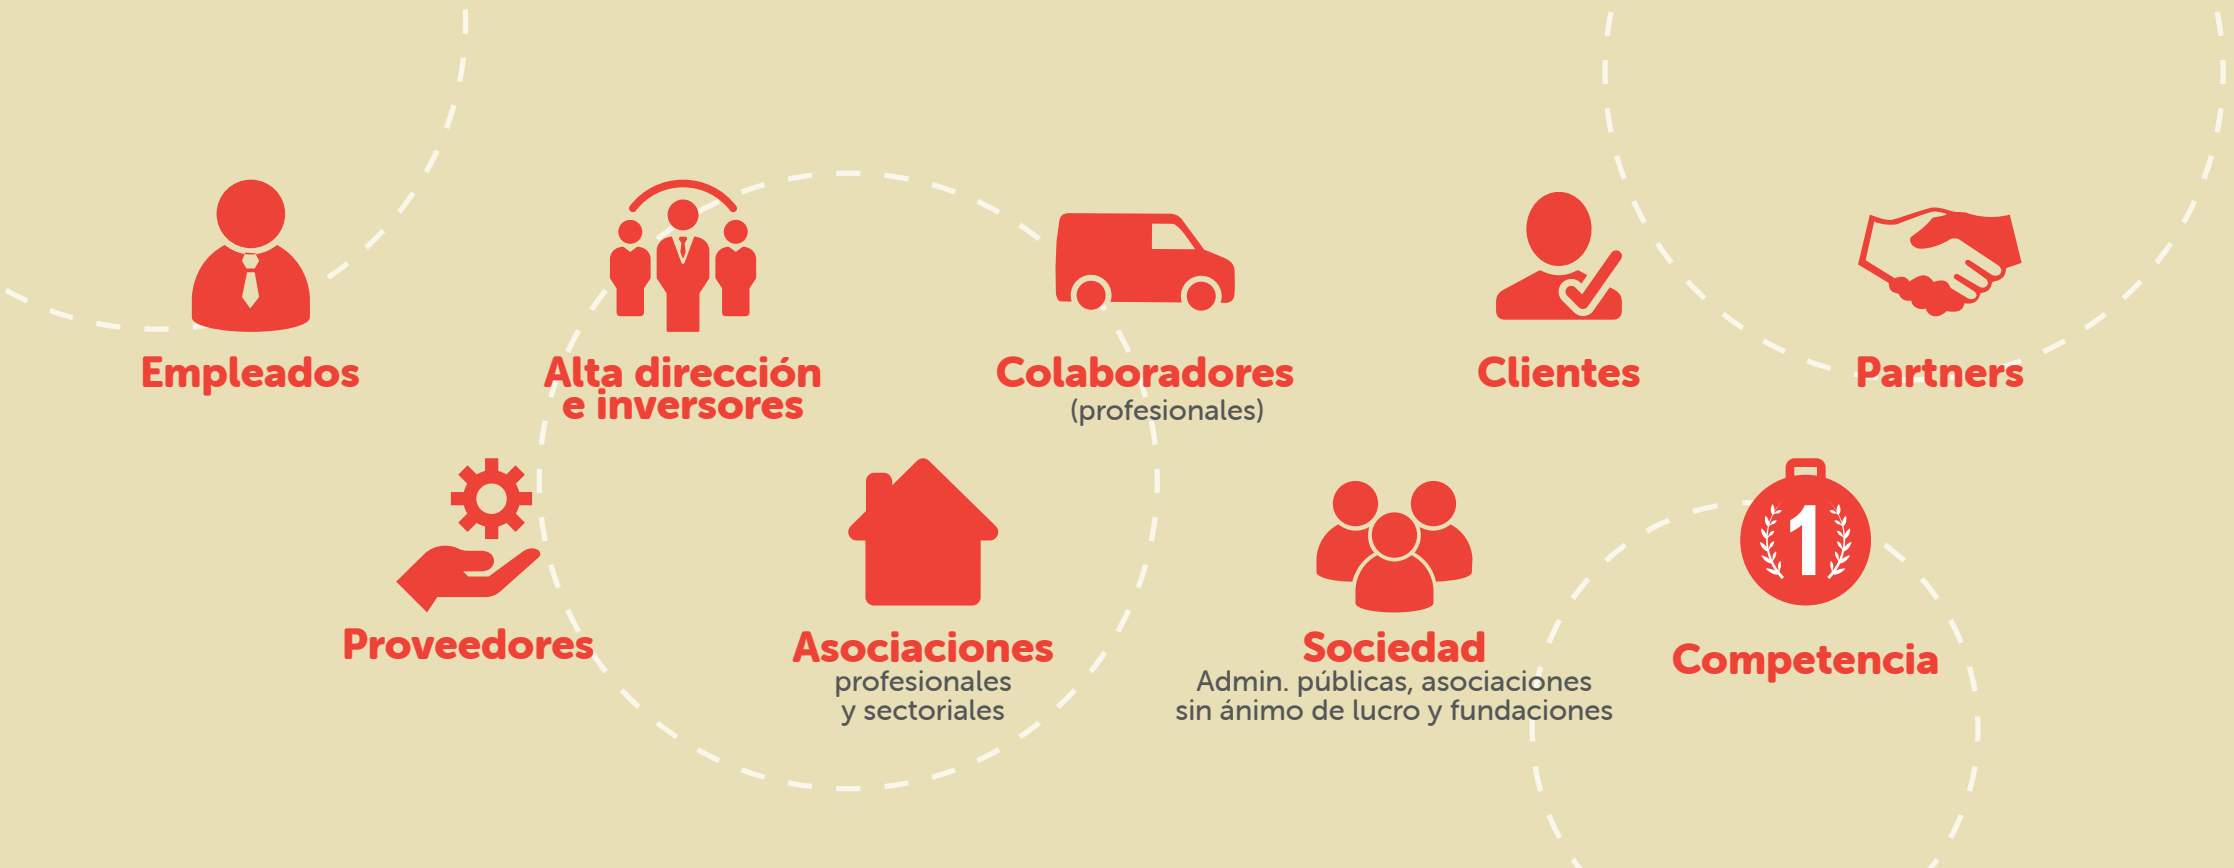 Empleados
Alta dirección
e inversores
Colaboradores
(profesionales)
Clientes
Partners
Proveedores
Asociaciones
profesionales
y sectoriales
Sociedad
Admin. públicas, asociaciones
sin ánimo de lucro y fundaciones
1
Competencia